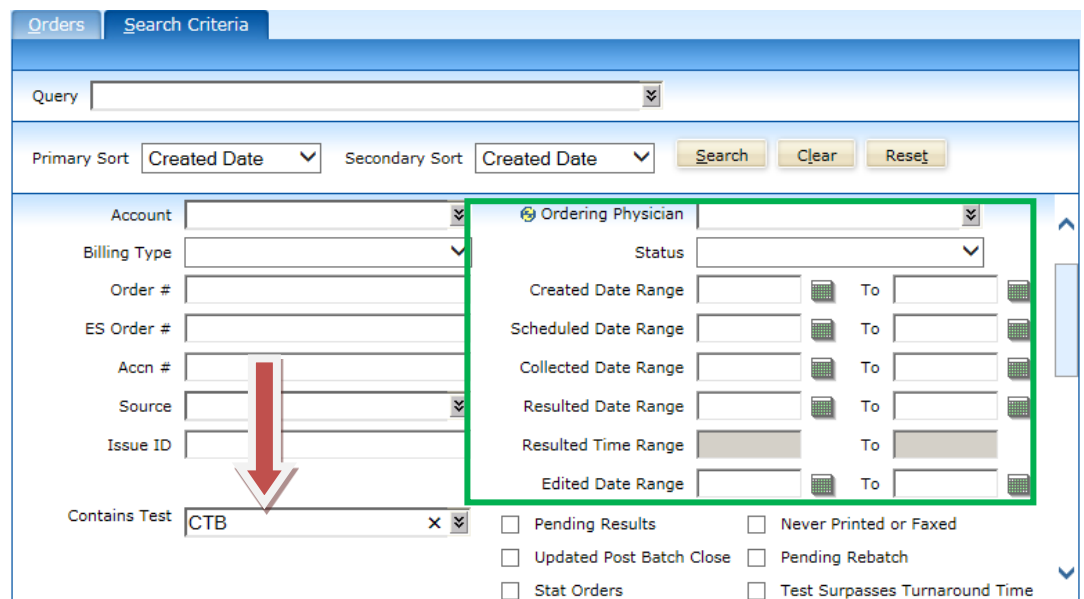 Orders Search Criteria
Query
Primary Sort Created Date Secondary Sort Created Date Search Clear Reset
Account Ordering Physician
Billing Type Status
Order # Created Date Range To
ES Order # Scheduled Date Range To
Accn # Collected Date Range To
Source Resulted Date Range To
Issue ID Resulted Time Range To
Edited Date Range To
Contains Test CTB
Pending Results Never Printed or Faxed
Updated Post Batch Close Pending Rebatch
Stat Orders Test Surpasses Turnaround Time